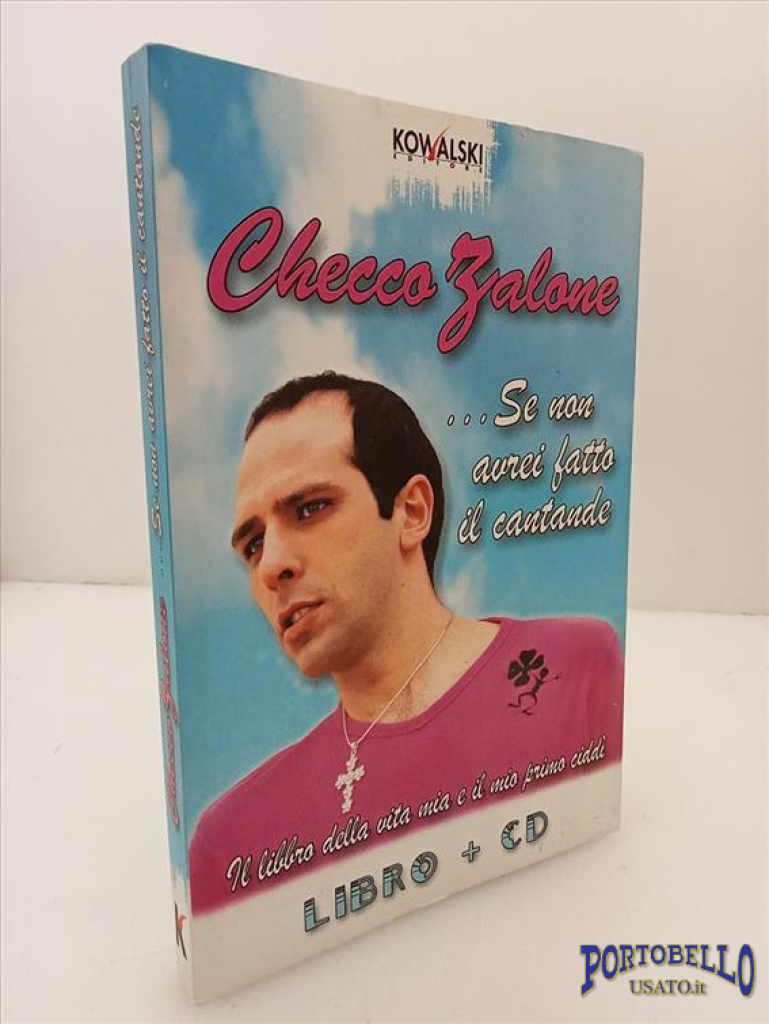 KOWALSKI
EDITORE
Checco Zalone
...Se non
avrei fatto
il cantande
Il libbro della vita mia e il mio primo ciddì
LIBRO + CD
Checco Zalone ...Se non avrei fatto il cantande
K
PORTOBELLO
USATO.it